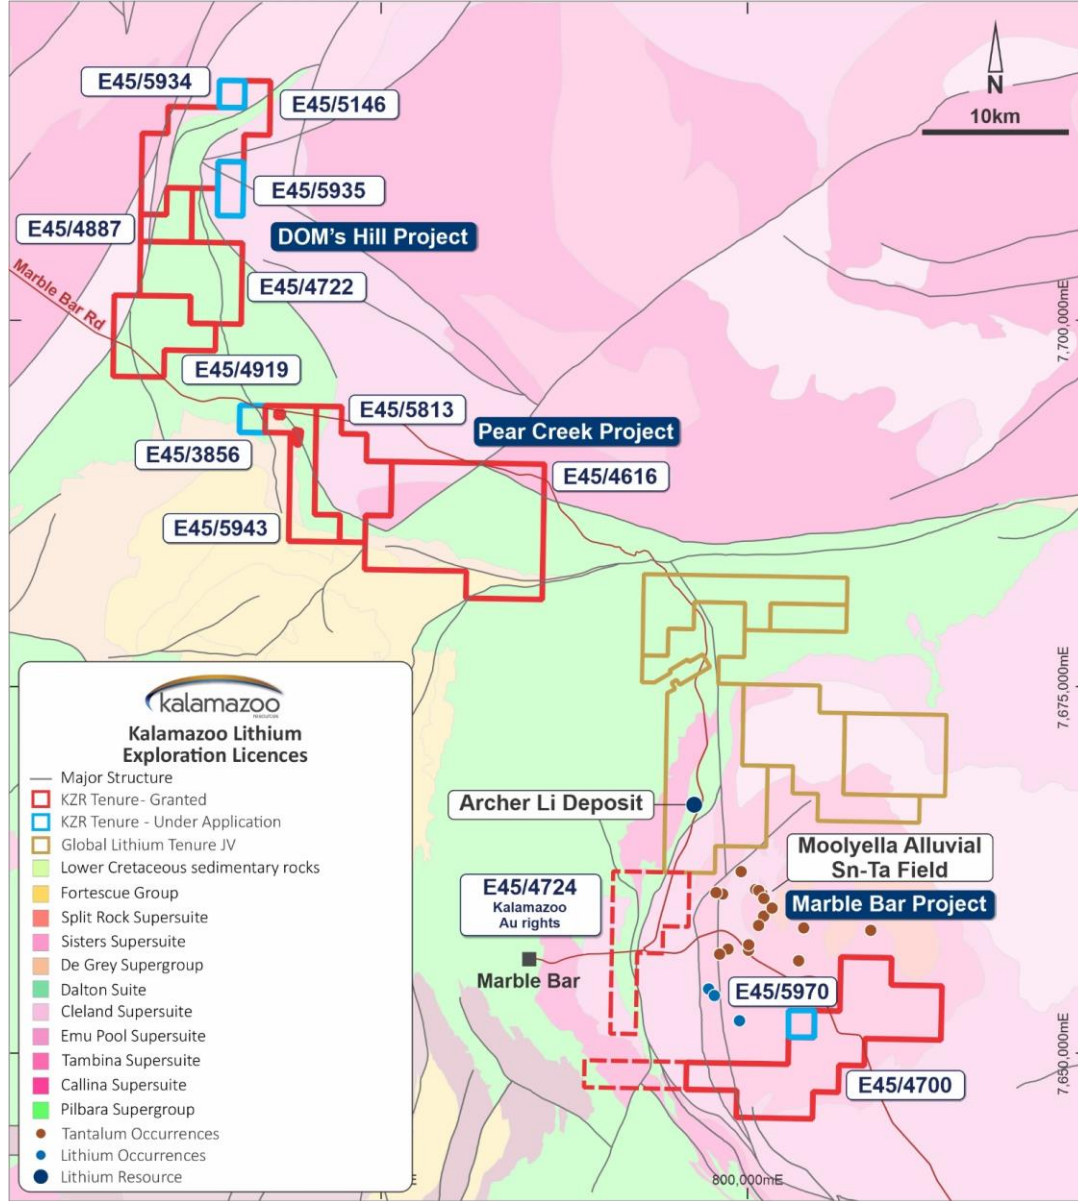 E45/5934
E45/5146
N
10km
E45/5935
E45/4887
DOM's Hill Project
Marble Bar Rd
E45/4722
7,700,000mE
E45/4919
E45/5813
Pear Creek Project
E45/3856
E45/4616
E45/5943
7,675,000mE
kalamazoo
RESOURCES
Kalamazoo Lithium
Exploration Licences
Major Structure
KZR Tenure- Granted
KZR Tenure - Under Application
Global Lithium Tenure JV
Lower Cretaceous sedimentary rocks
Fortescue Group
Split Rock Supersuite
Sisters Supersuite
De Grey Supergroup
Dalton Suite
Cleland Supersuite
Emu Pool Supersuite
Tambina Supersuite
Callina Supersuite
Pilbara Supergroup
Tantalum Occurrences
Lithium Occurrences
Lithium Resource
Archer Li Deposit
Moolyella Alluvial
Sn-Ta Field
E45/4724
Kalamazoo
Au rights
Marble Bar Project
Marble Bar
E45/5970
7,650,000mE
E45/4700
800,000mE